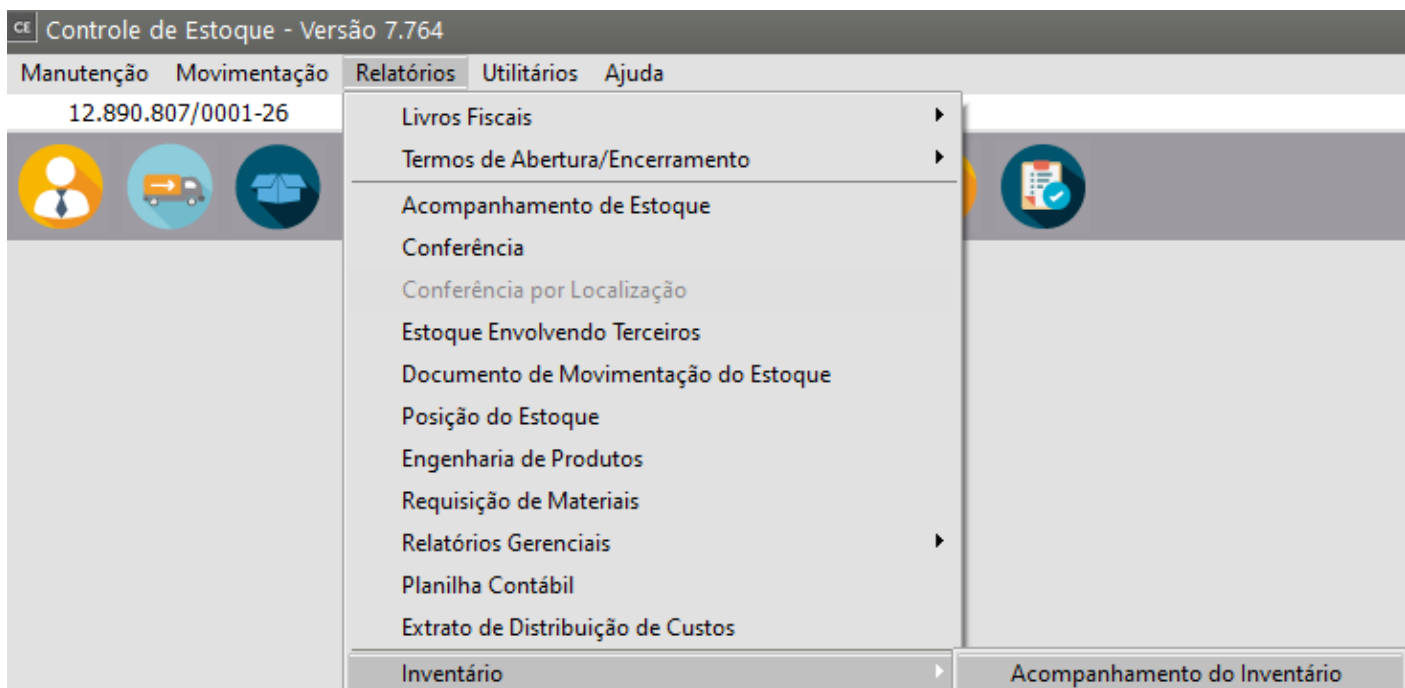 CE Controle de Estoque - Versão 7.764
Manutenção Movimentação Relatórios Utilitários Ajuda
12.890.807/0001-26
Livros Fiscais
Termos de Abertura/Encerramento
Acompanhamento de Estoque
Conferência
Conferência por Localização
Estoque Envolvendo Terceiros
Documento de Movimentação do Estoque
Posição do Estoque
Engenharia de Produtos
Requisição de Materiais
Relatórios Gerenciais
Planilha Contábil
Extrato de Distribuição de Custos
Inventário Acompanhamento do Inventário